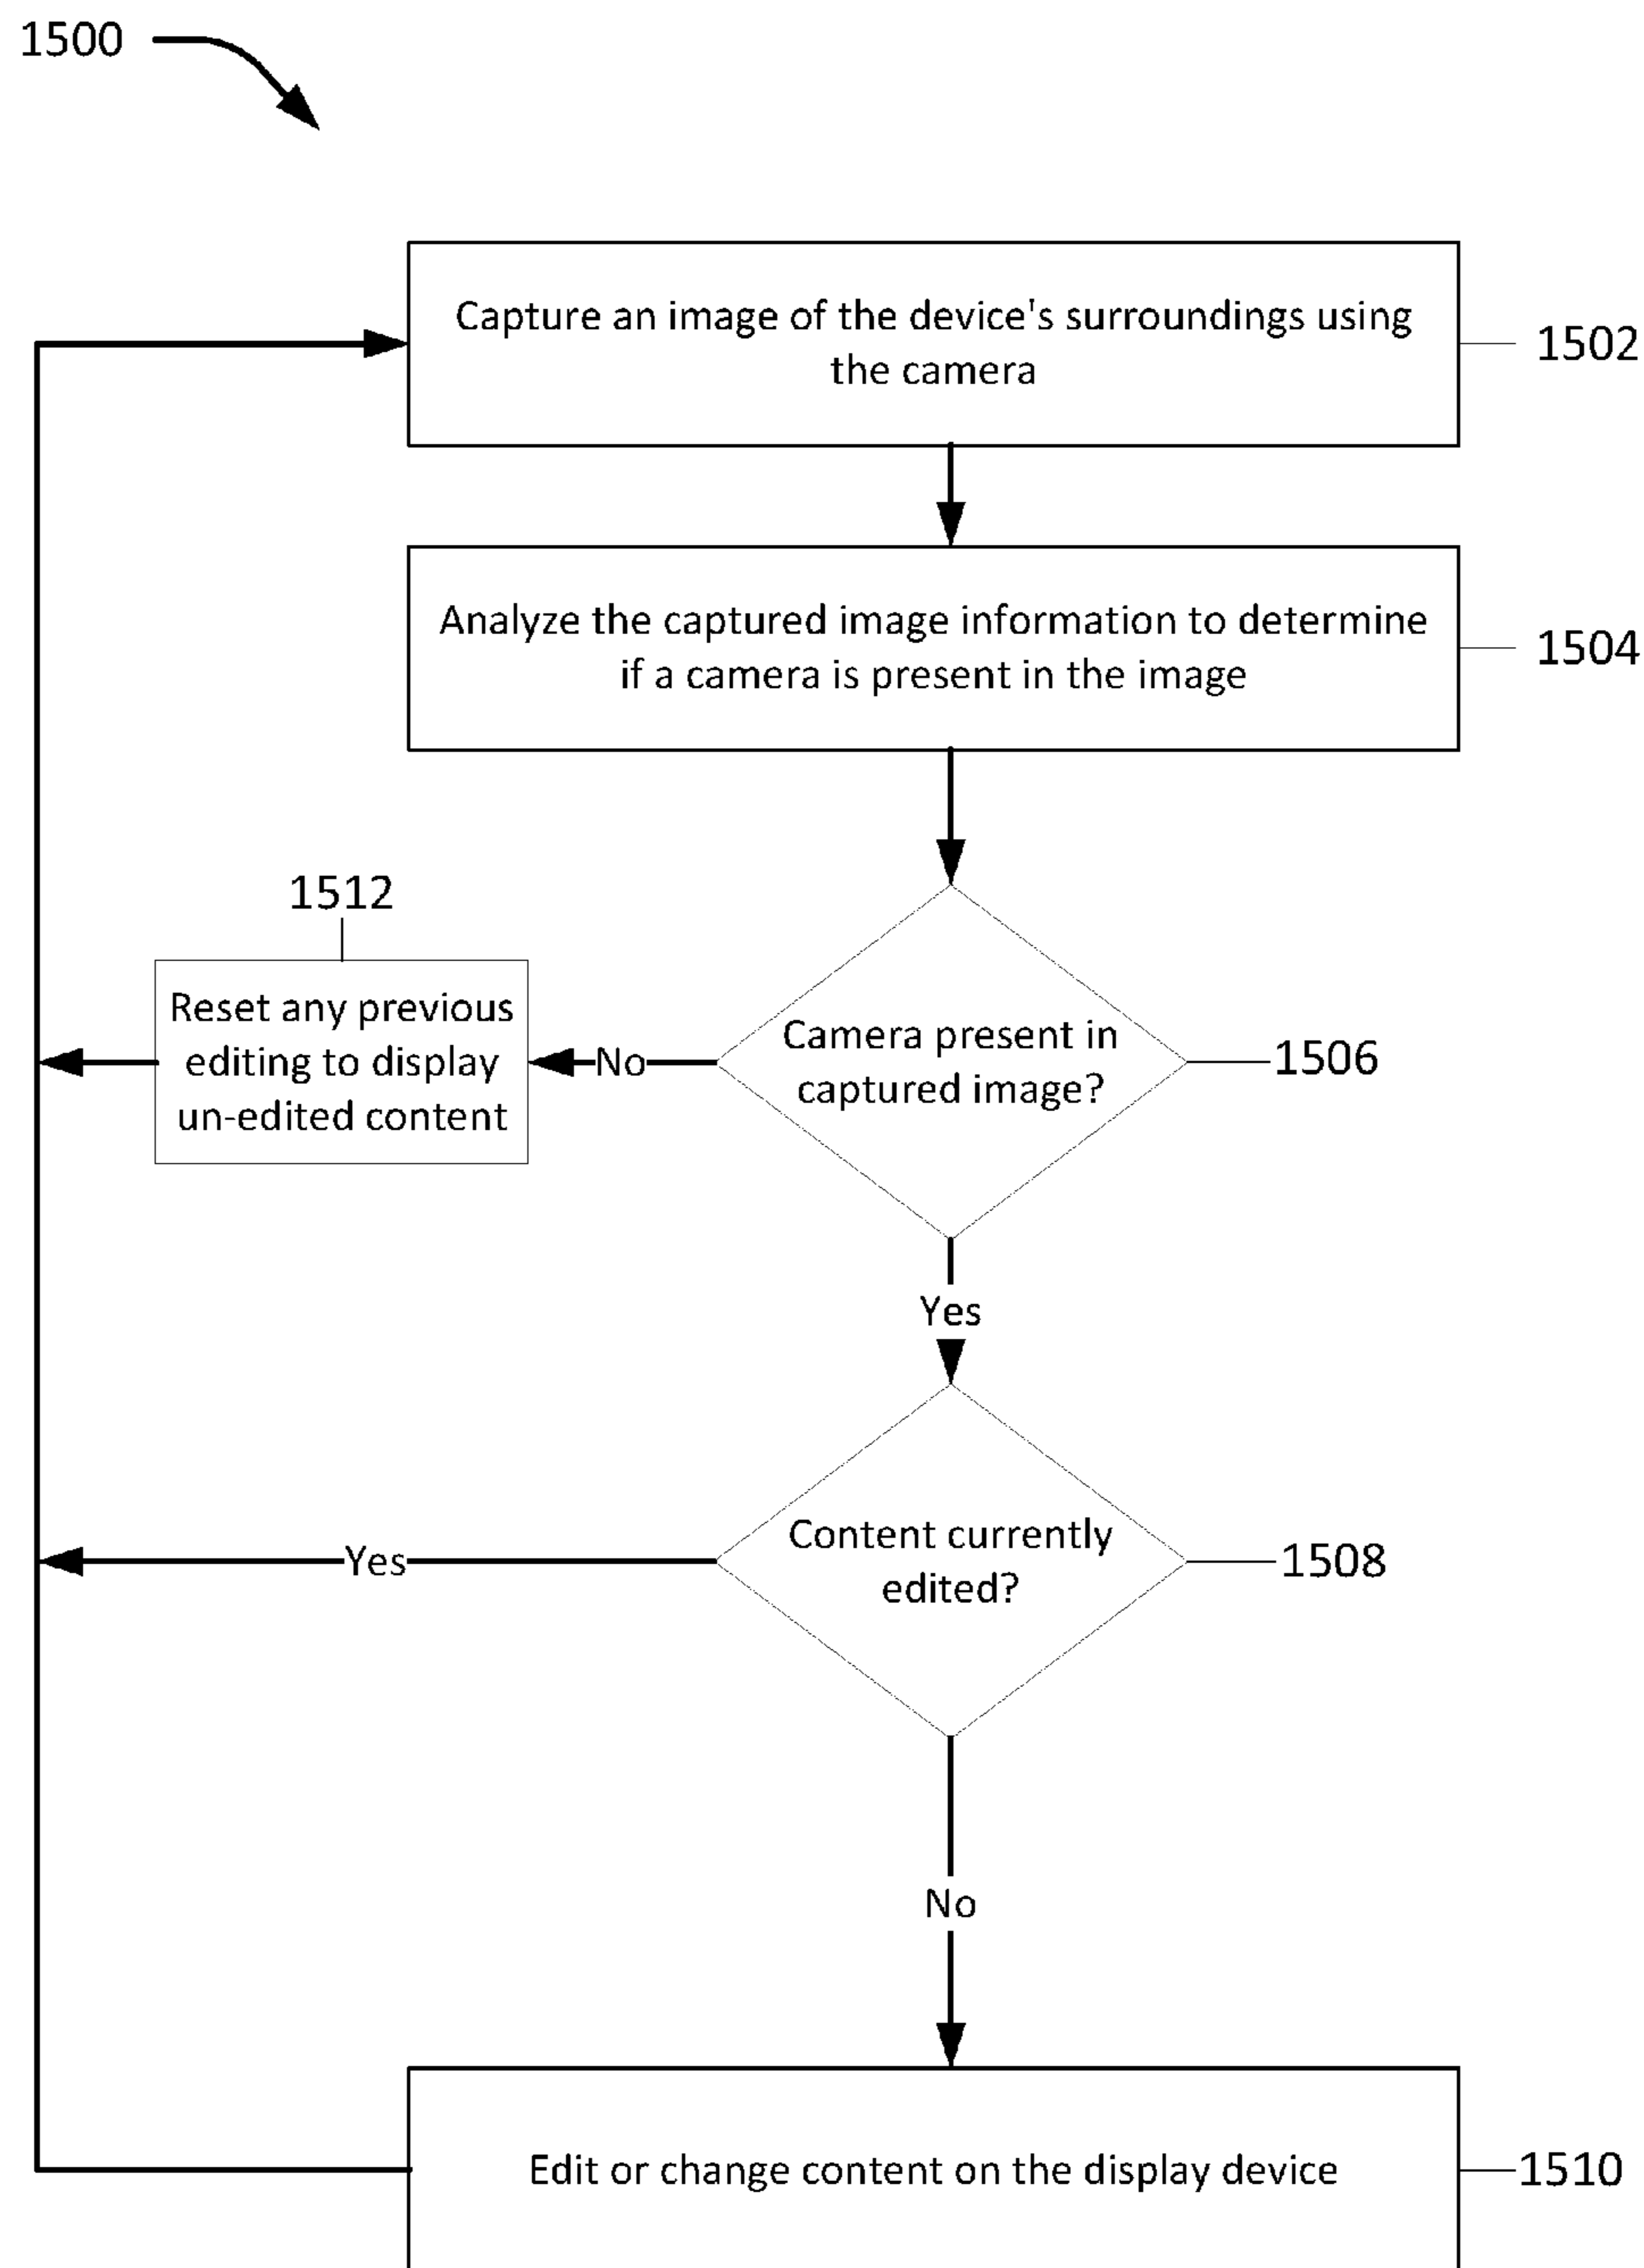 1500
Capture an image of the device's surroundings using
the camera
1502
Analyze the captured image information to determine
if a camera is present in the image
1504
1512
Reset any previous
editing to display
un-edited content
No
Camera present in
captured image?
1506
Yes
Content currently
edited?
1508
Yes
No
Edit or change content on the display device
1510